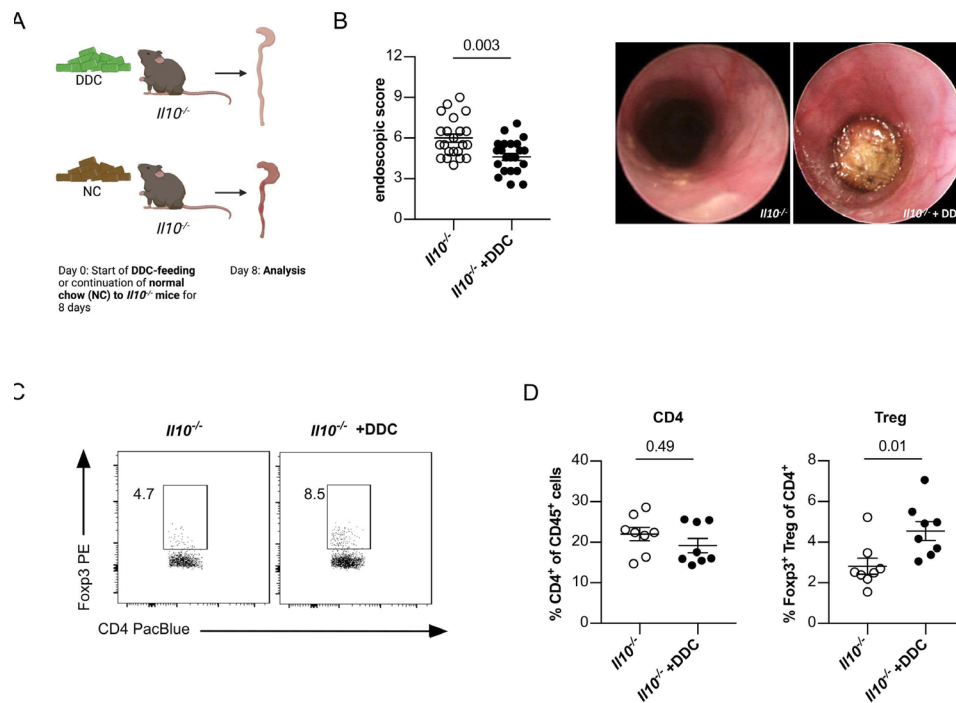 A
DDC
Il10-/-
NC
Il10-/-
Day 0: Start of DDC-feeding
or continuation of normal
chow (NC) to Il10-/- mice for
8 days
Day 8: Analysis
B
0.003
endoscopic score
12
9
6
3
0
Il10-/-
Il10-/- +DDC
Il10-/-
Il10-/- + DD
C
Il10-/-
Il10-/- +DDC
4.7
8.5
Foxp3 PE
CD4 PacBlue
D
CD4
0.49
% CD4+ of CD45+ cells
40
30
20
10
0
Il10-/-
Il10-/- +DDC
Treg
0.01
% Foxp3+ Treg of CD4+
8
6
4
2
0
Il10-/-
Il10-/- +DDC